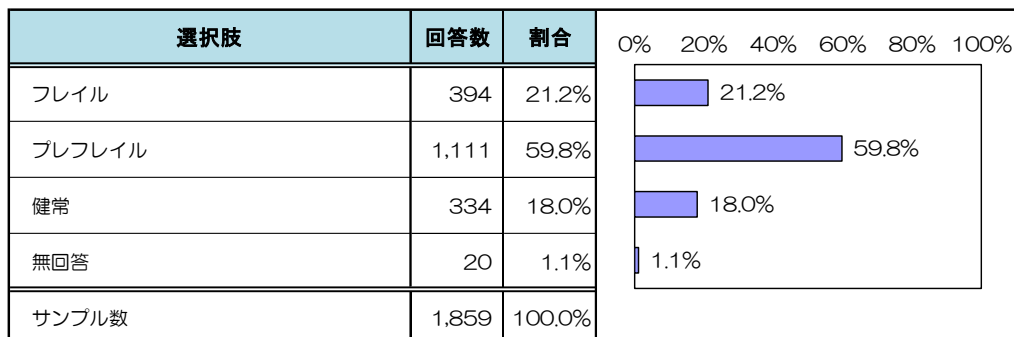 選択肢 回答数 割合
フレイル 394 21.2%
プレフレイル 1,111 59.8%
健常 334 18.0%
無回答 20 1.1%
サンプル数 1,859 100.0%
0% 20% 40% 60% 80% 100%
21.2%
59.8%
18.0%
1.1%